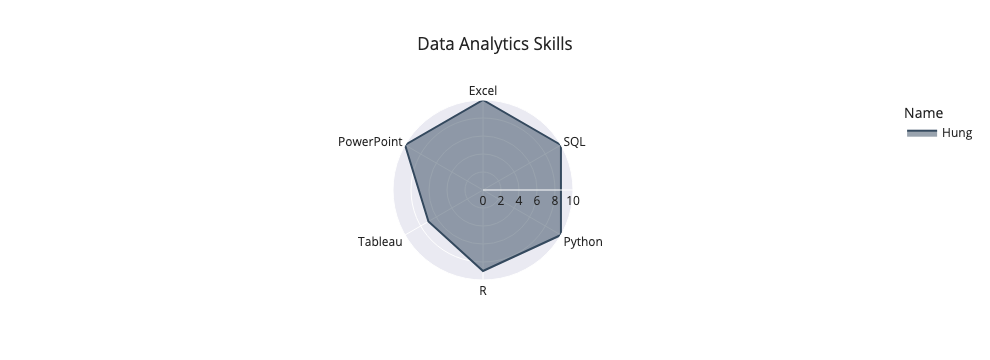 Data Analytics Skills
Excel
Name
Hung
PowerPoint
SQL
0 2 4 6 8 10
Tableau
Python
R